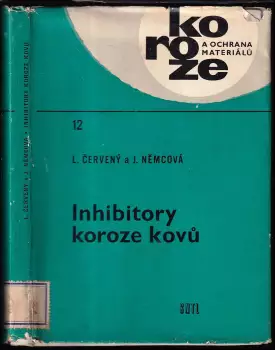 ko
ro
ze
A OCHRANA
MATERIÁLŮ
12
L. ČERVENÝ a J. NĚMCOVÁ
Inhibitory
koroze kovů
SNTL
L. ČERVENÝ a J. NĚMCOVÁ • INHIBITORY KOROZE KOVŮ